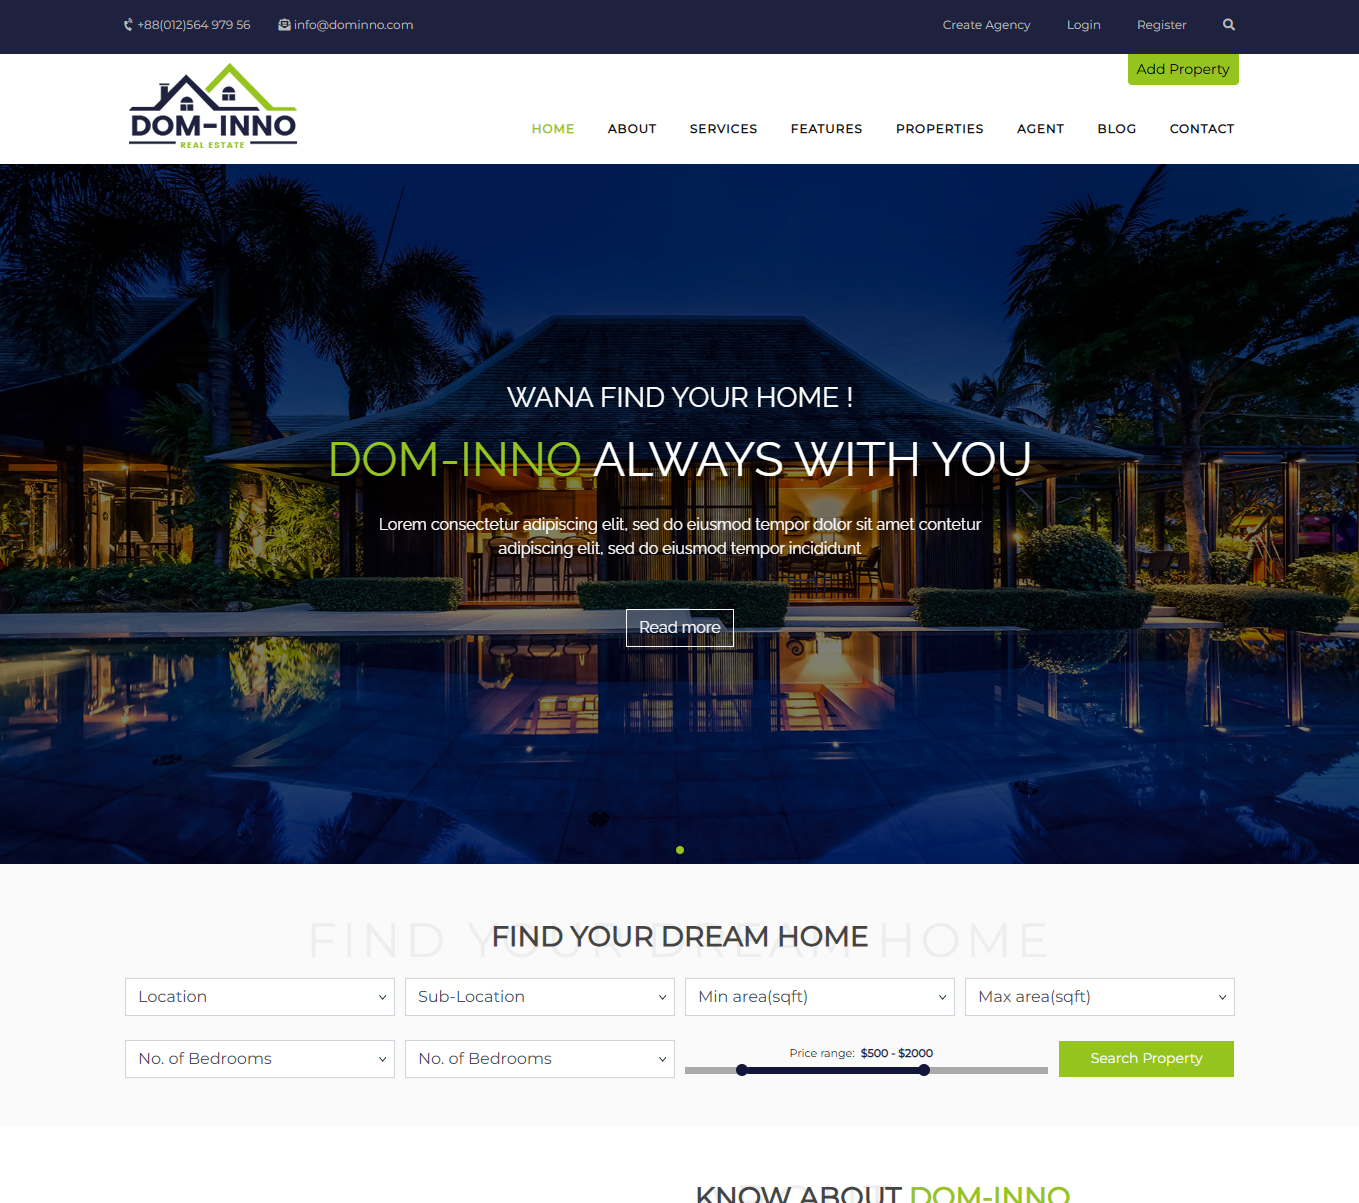 +88(012)564 979 56 info@dominno.com Create Agency Login Register
Add Property
DOM-INNO
REAL ESTATE
HOME ABOUT SERVICES FEATURES PROPERTIES AGENT BLOG CONTACT
WANA FIND YOUR HOME !
DOM-INNO ALWAYS WITH YOU
Lorem consectetur adipiscing elit, sed do eiusmod tempor dolor sit amet contetur
adipiscing elit, sed do eiusmod tempor incididunt
Read more
FIND YOUR DREAM HOME
FIND YOUR DREAM HOME
Location Sub-Location Min area(sqft) Max area(sqft)
No. of Bedrooms No. of Bedrooms Price range: $500 - $2000 Search Property
KNOW ABOUT DOM-INNO